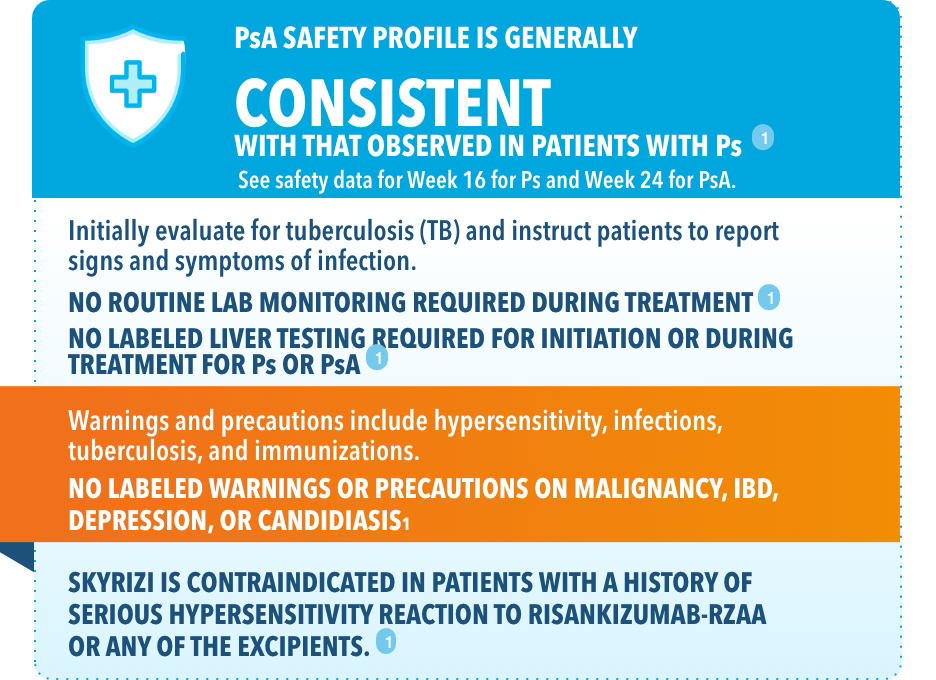 PsA SAFETY PROFILE IS GENERALLY
CONSISTENT
WITH THAT OBSERVED IN PATIENTS WITH Ps 1
See safety data for Week 16 for Ps and Week 24 for PsA.
Initially evaluate for tuberculosis (TB) and instruct patients to report
signs and symptoms of infection.
NO ROUTINE LAB MONITORING REQUIRED DURING TREATMENT 1
NO LABELED LIVER TESTING REQUIRED FOR INITIATION OR DURING
TREATMENT FOR Ps OR PsA 1
Warnings and precautions include hypersensitivity, infections,
tuberculosis, and immunizations.
NO LABELED WARNINGS OR PRECAUTIONS ON MALIGNANCY, IBD,
DEPRESSION, OR CANDIDIASIS1
SKYRIZI IS CONTRAINDICATED IN PATIENTS WITH A HISTORY OF
SERIOUS HYPERSENSITIVITY REACTION TO RISANKIZUMAB-RZAA
OR ANY OF THE EXCIPIENTS. 1